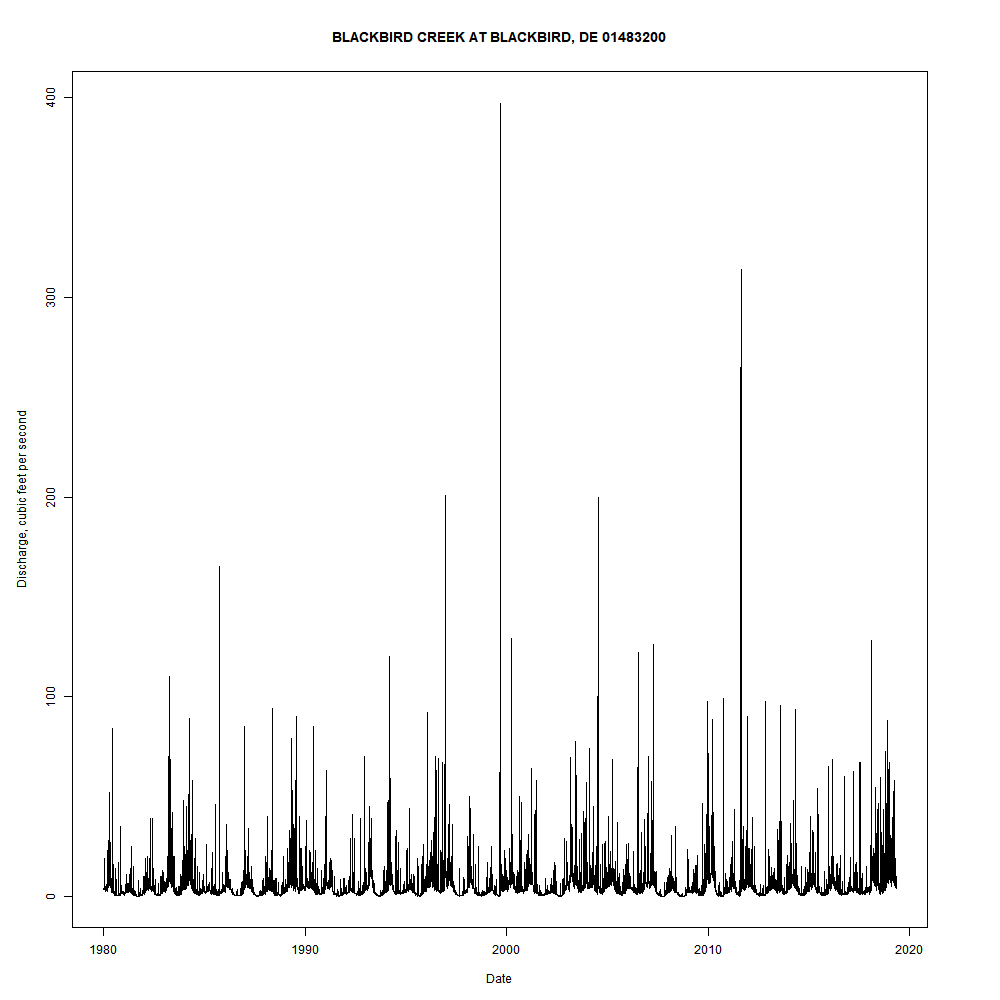 BLACKBIRD CREEK AT BLACKBIRD, DE 01483200
400
300
200
100
0
Discharge, cubic feet per second
1980 1990 2000 2010 2020
Date